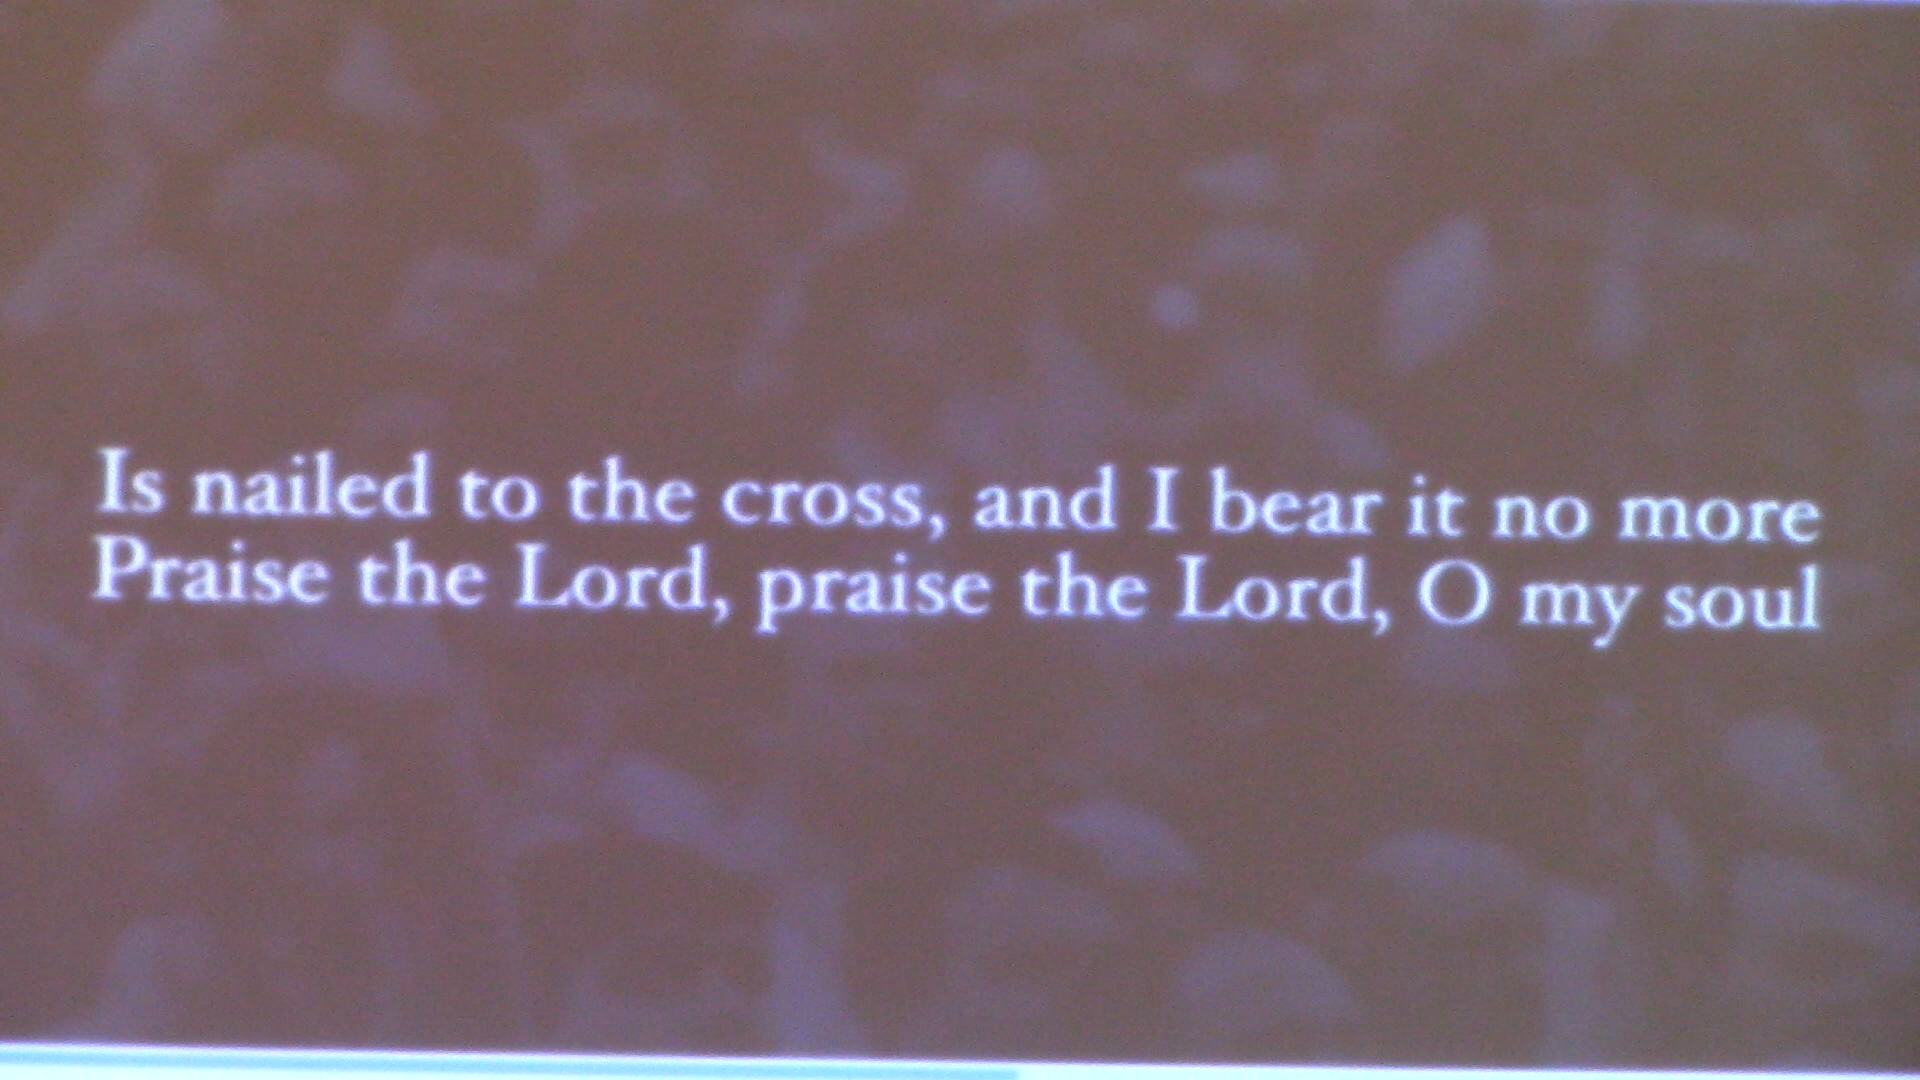 Is nailed to the cross, and I bear it no more
Praise the Lord, praise the Lord, O my soul